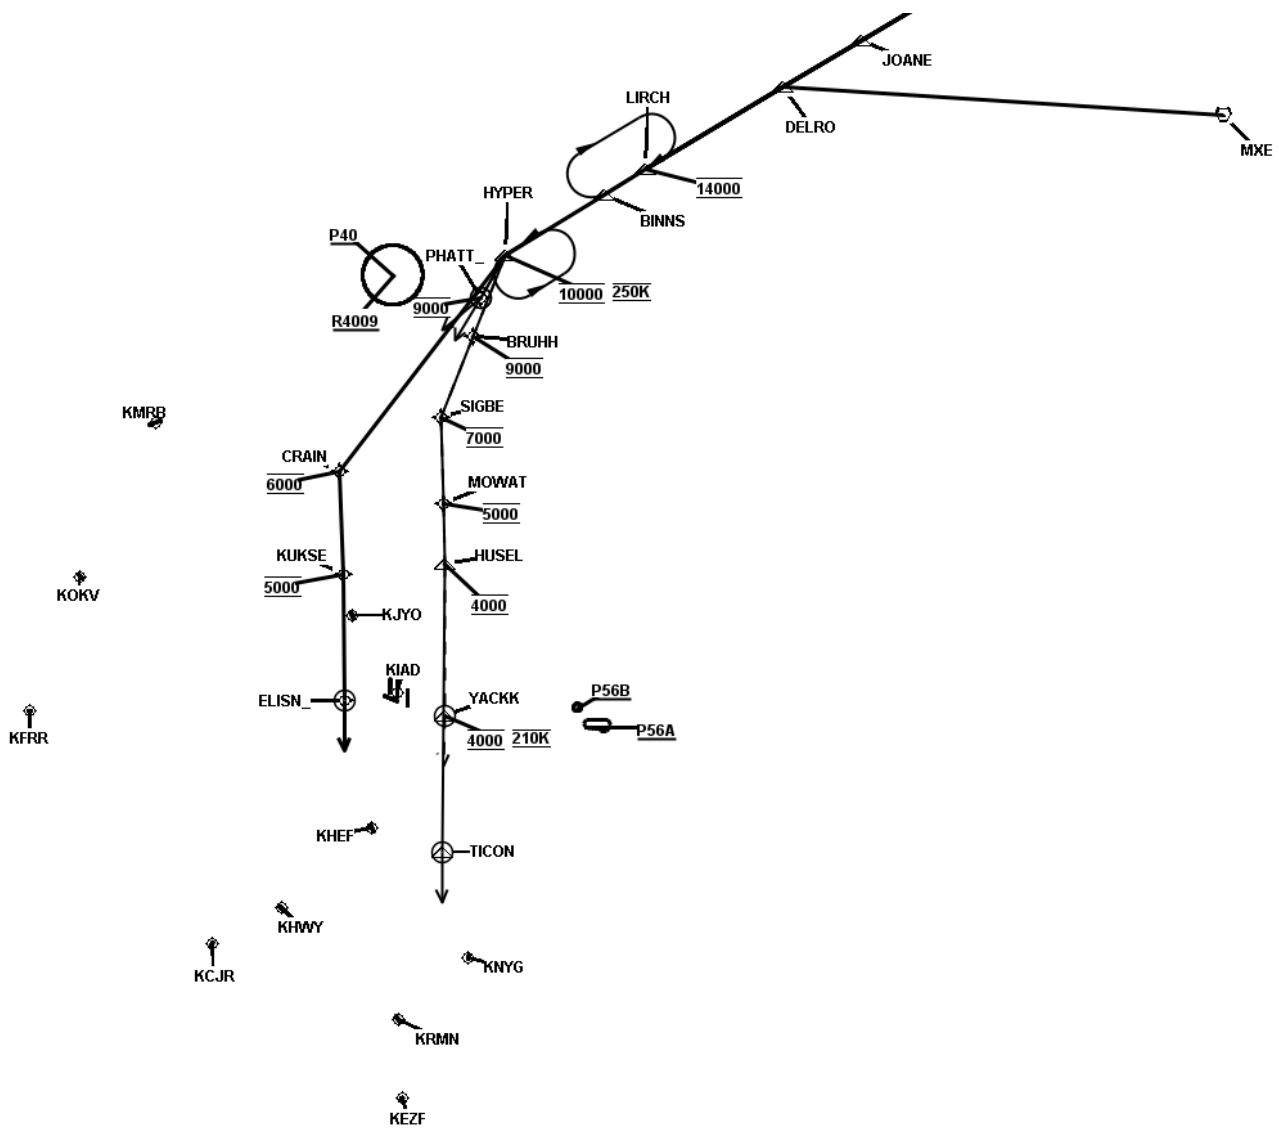 JOANE
LIRCH
DELRO
MXE
14000
HYPER
BINNS
P40
PHATT_
10000 250K
9000
R4009
BRUHH
9000
KMRB
SIGBE
7000
CRAIN
6000
MOWAT
5000
KUKSE
HUSEL
5000
KOKV
4000
KJYO
KIAD
P56B
ELISN_
YACKK
P56A
KFRR
4000 210K
KHEF
TICON
KHWY
KNYG
KCJR
KRMN
KEZF